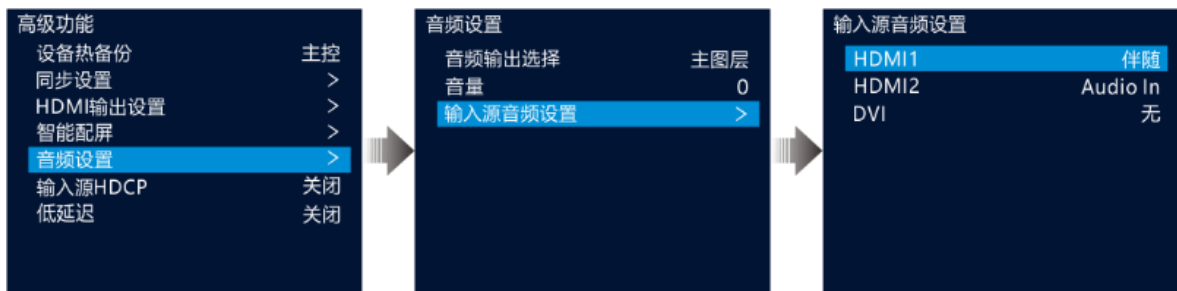 高级功能
设备热备份 主控
同步设置 >
HDMI输出设置 >
智能配屏 >
音频设置 >
输入源HDCP 关闭
低延迟 关闭
音频设置
音频输出选择 主图层
音量 0
输入源音频设置 >
输入源音频设置
HDMI1 伴随
HDMI2 Audio In
DVI 无